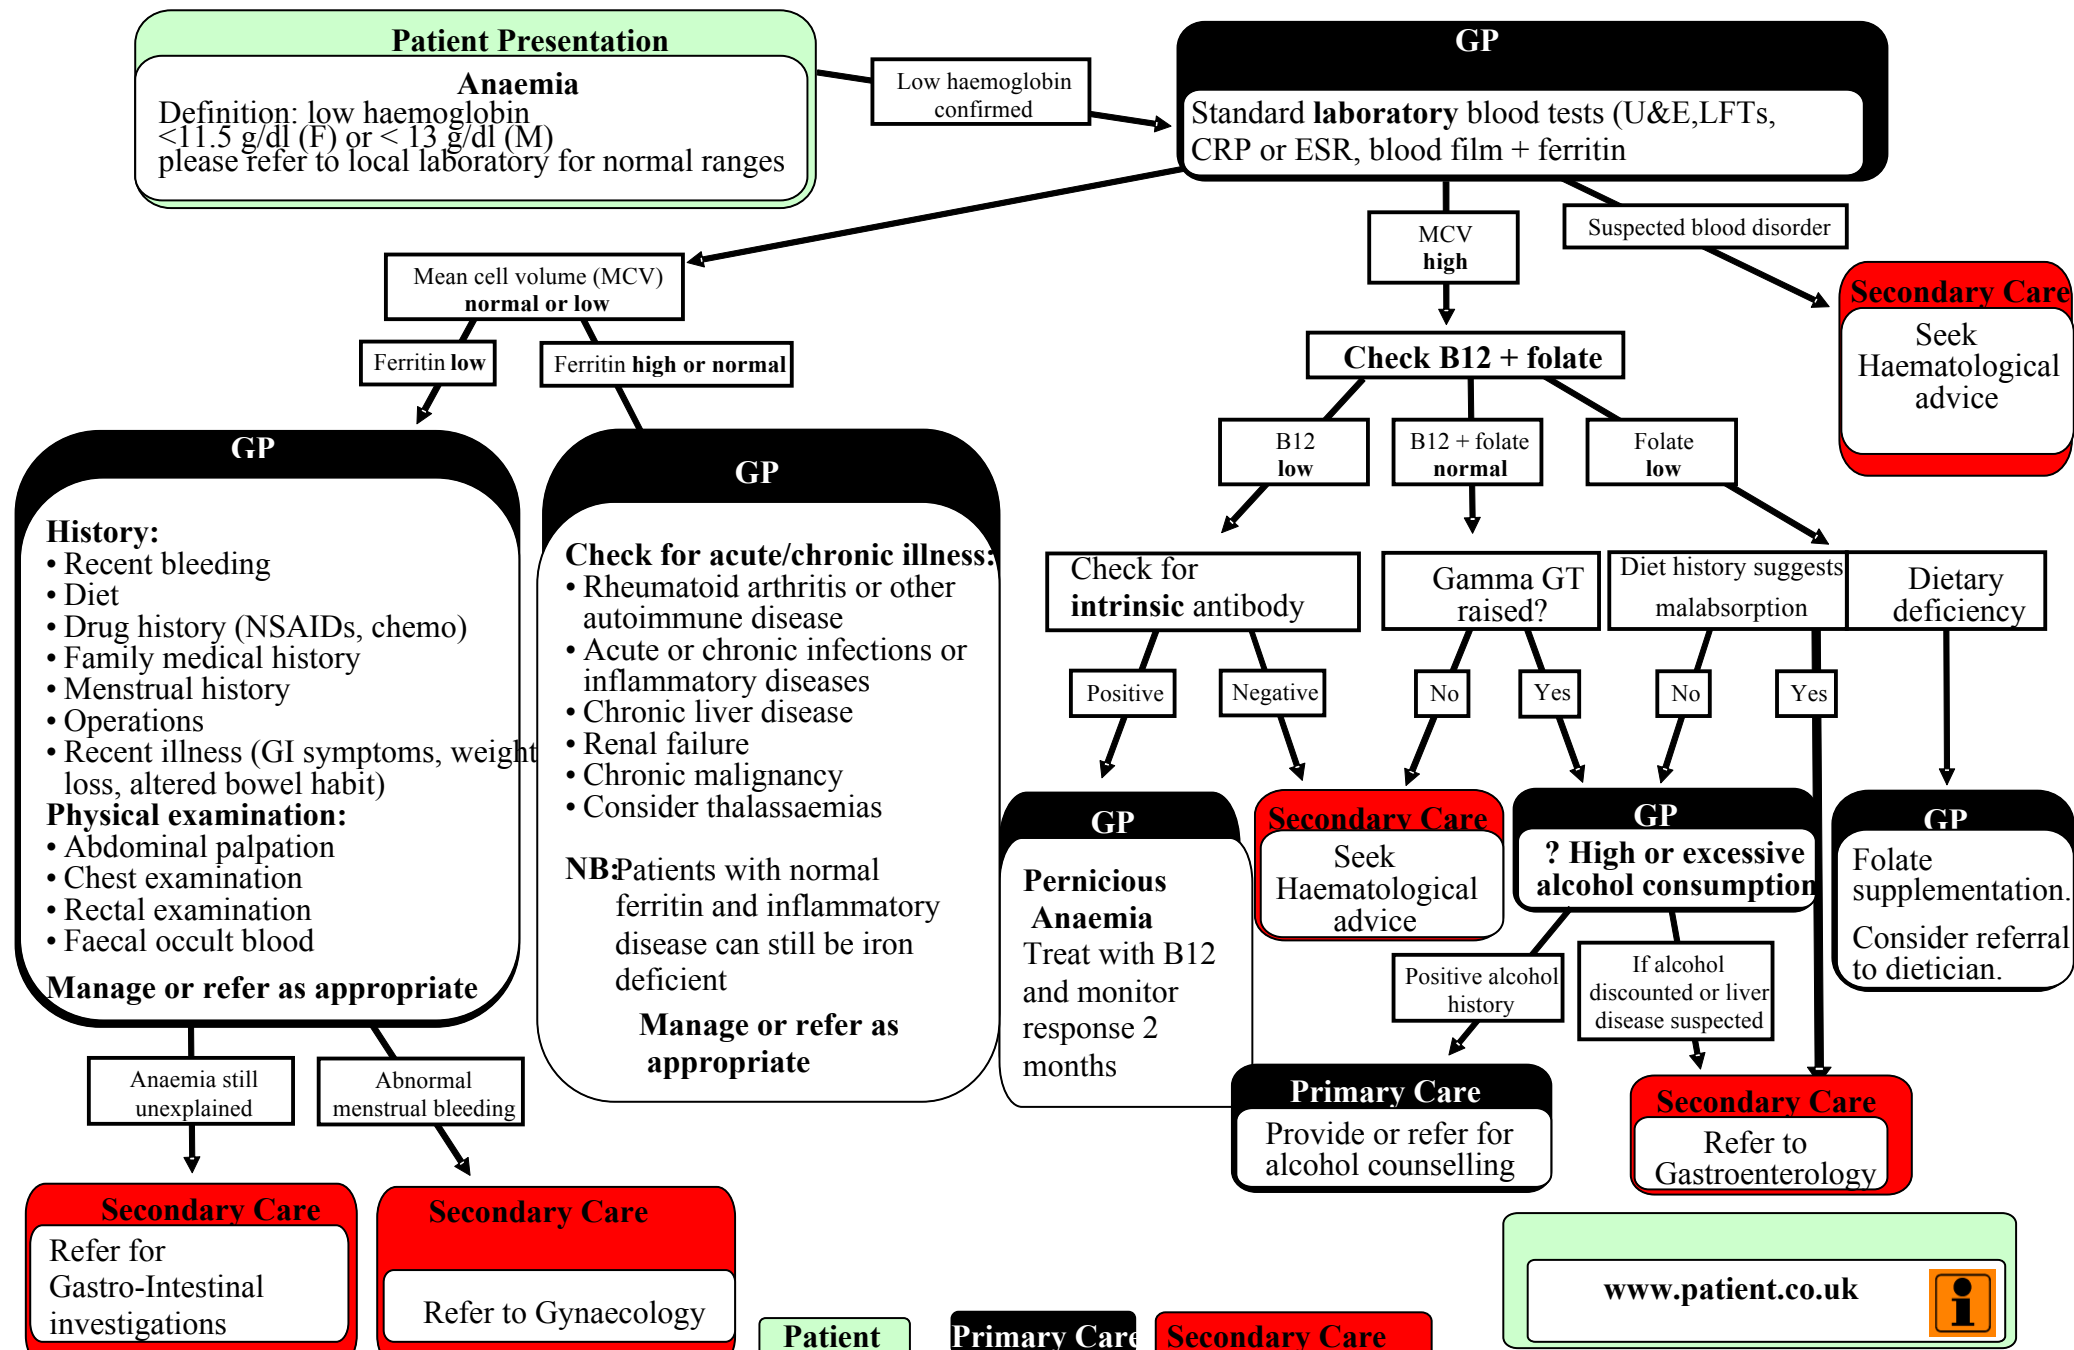 Patient Presentation
Anaemia
Definition: low haemoglobin
<11.5 g/dl (F) or < 13 g/dl (M)
please refer to local laboratory for normal ranges
Low haemoglobin
confirmed
GP
Standard laboratory blood tests (U&E,LFTs,
CRP or ESR, blood film + ferritin
Mean cell volume (MCV)
normal or low
MCV
high
Suspected blood disorder
Secondary Care
Seek
Haematological
advice
Ferritin low
Ferritin high or normal
Check B12 + folate
B12
low
B12 + folate
normal
Folate
low
GP
History:
• Recent bleeding
• Diet
• Drug history (NSAIDs, chemo)
• Family medical history
• Menstrual history
• Operations
• Recent illness (GI symptoms, weight
loss, altered bowel habit)
Physical examination:
• Abdominal palpation
• Chest examination
• Rectal examination
• Faecal occult blood
Manage or refer as appropriate
GP
Check for acute/chronic illness:
• Rheumatoid arthritis or other
autoimmune disease
• Acute or chronic infections or
inflammatory diseases
• Chronic liver disease
• Renal failure
• Chronic malignancy
• Consider thalassaemias
NB:Patients with normal
ferritin and inflammatory
disease can still be iron
deficient
Manage or refer as
appropriate
Check for
intrinsic antibody
Gamma GT
raised?
Diet history suggests
malabsorption
Dietary
deficiency
Positive
Negative
No
Yes
No
Yes
GP
Pernicious
Anaemia
Treat with B12
and monitor
response 2
months
Secondary Care
Seek
Haematological
advice
GP
? High or excessive
alcohol consumption
GP
Folate
supplementation.
Consider referral
to dietician.
Positive alcohol
history
If alcohol
discounted or liver
disease suspected
Anaemia still
unexplained
Abnormal
menstrual bleeding
Primary Care
Provide or refer for
alcohol counselling
Secondary Care
Refer to
Gastroenterology
Secondary Care
Refer for
Gastro-Intestinal
investigations
Secondary Care
Refer to Gynaecology
www.patient.co.uk
i
Patient
Primary Care
Secondary Care